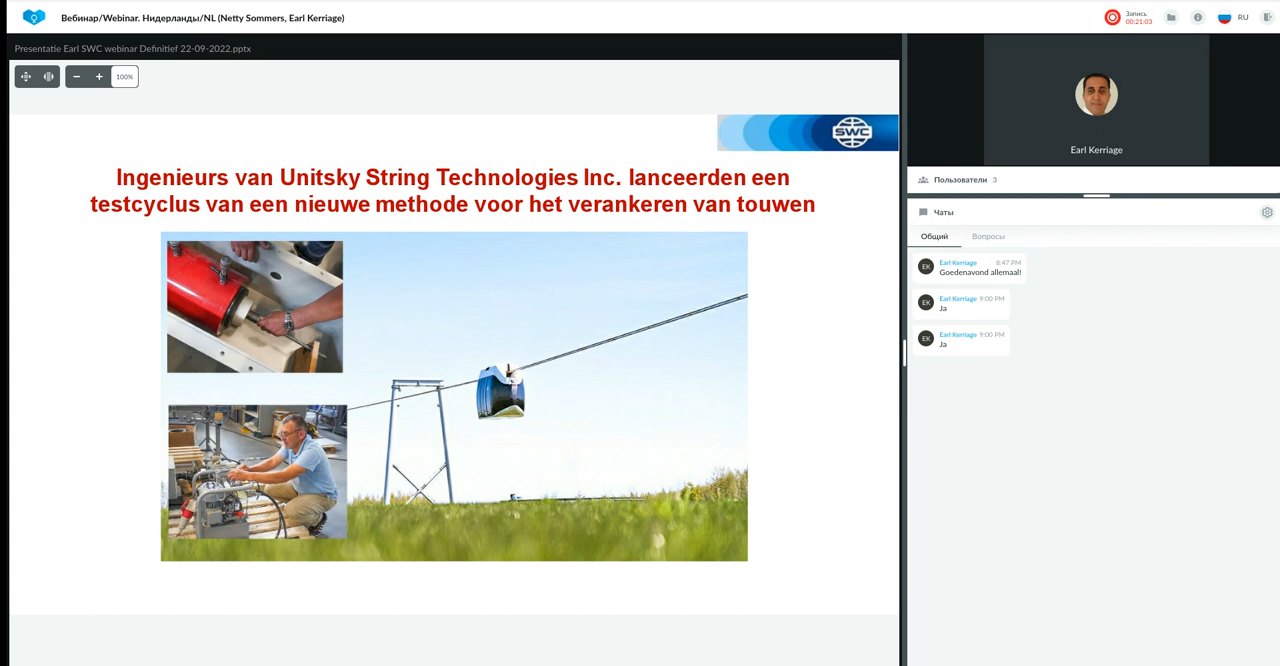 Вебинар/Webinar. Нидерланды/NL (Netty Sommers, Earl Kerriage)
Запись
00:21:03
RU
Presentatie Earl SWC webinar Definitief 22-09-2022.pptx
100%
SWC
Ingenieurs van Unitsky String Technologies Inc. lanceerden een
testcyclus van een nieuwe methode voor het verankeren van touwen
Earl Kerriage
Пользователи 3
Чаты
Общий Вопросы
EK Earl Kerriage 8:47 PM
Goedenavond allemaal!
EK Earl Kerriage 9:00 PM
Ja
EK Earl Kerriage 9:00 PM
Ja